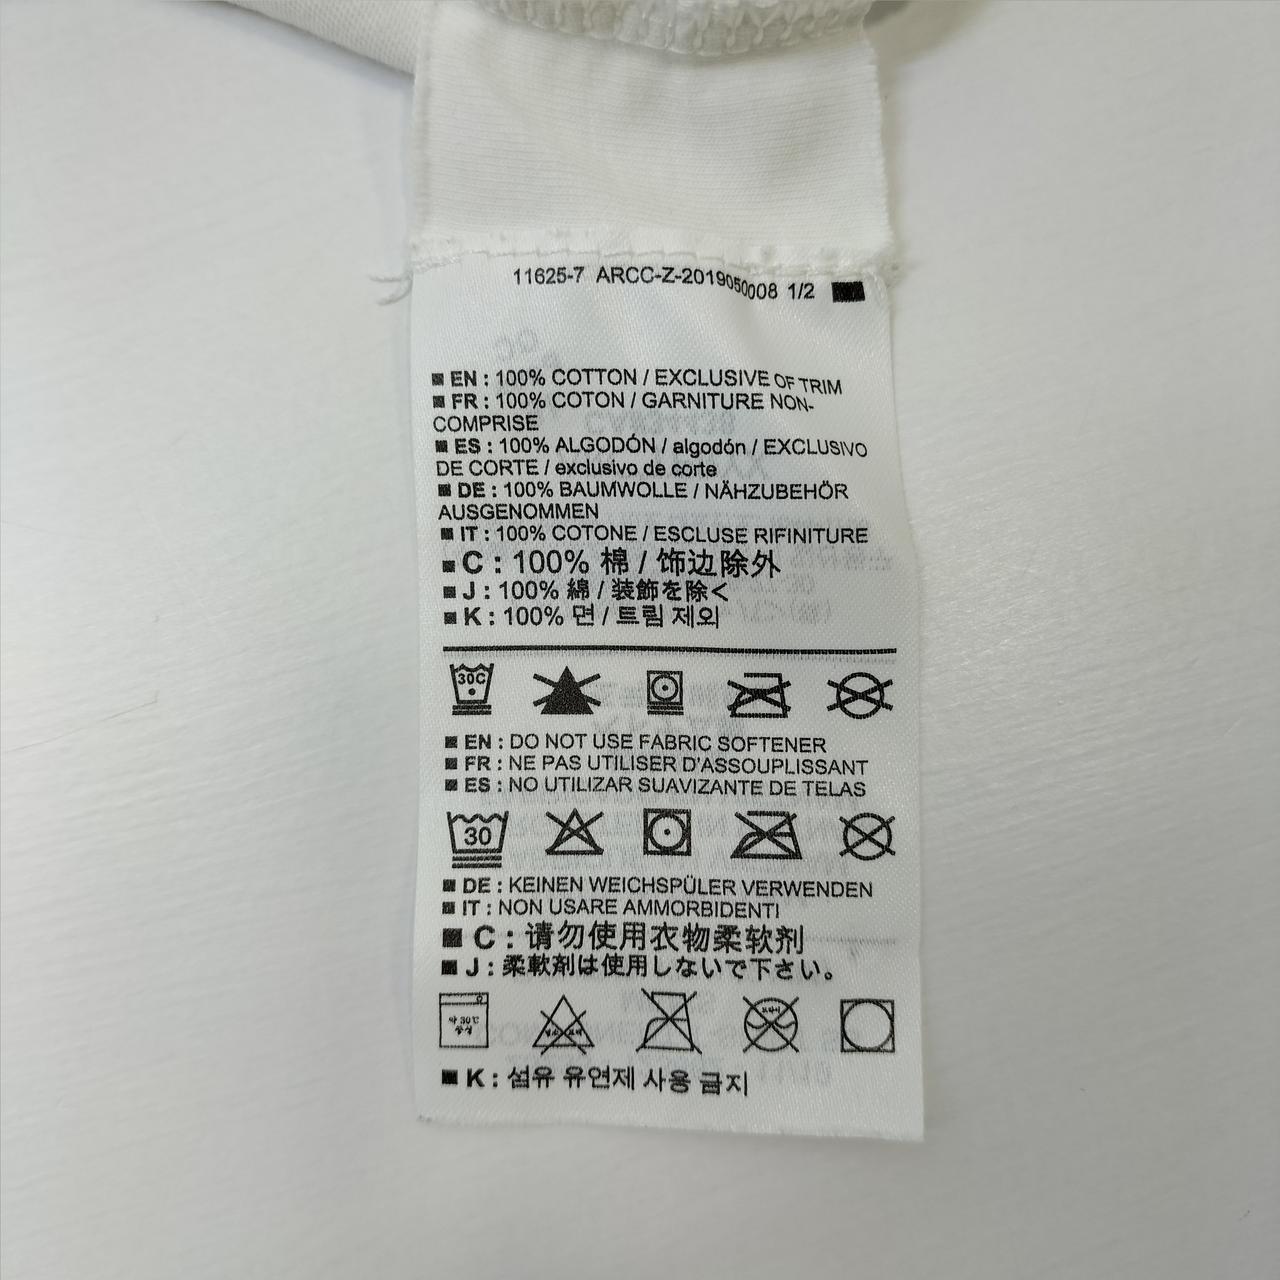 11625-7 ARCC-Z-2019050008 1/2
EN : 100% COTTON / EXCLUSIVE OF TRIM
FR : 100% COTON / GARNITURE NON-
COMPRISE
ES : 100% ALGODÓN / algodón / EXCLUSIVO
DE CORTE / exclusivo de corte
DE : 100% BAUMWOLLE / NÄHZUBEHÖR
AUSGENOMMEN
IT : 100% COTONE / ESCLUSE RIFINITURE
C : 100% 棉 / 饰边除外
J : 100% 綿 / 装飾を除く
K : 100% 면 / 트림 제외
30C
EN : DO NOT USE FABRIC SOFTENER
FR : NE PAS UTILISER D'ASSOUPLISSANT
ES : NO UTILIZAR SUAVIZANTE DE TELAS
30
DE : KEINEN WEICHSPÜLER VERWENDEN
IT : NON USARE AMMORBIDENTI
C : 请勿使用衣物柔软剂
J : 柔軟剤は使用しないで下さい。
약 30℃
중성
K : 섬유 유연제 사용 금지